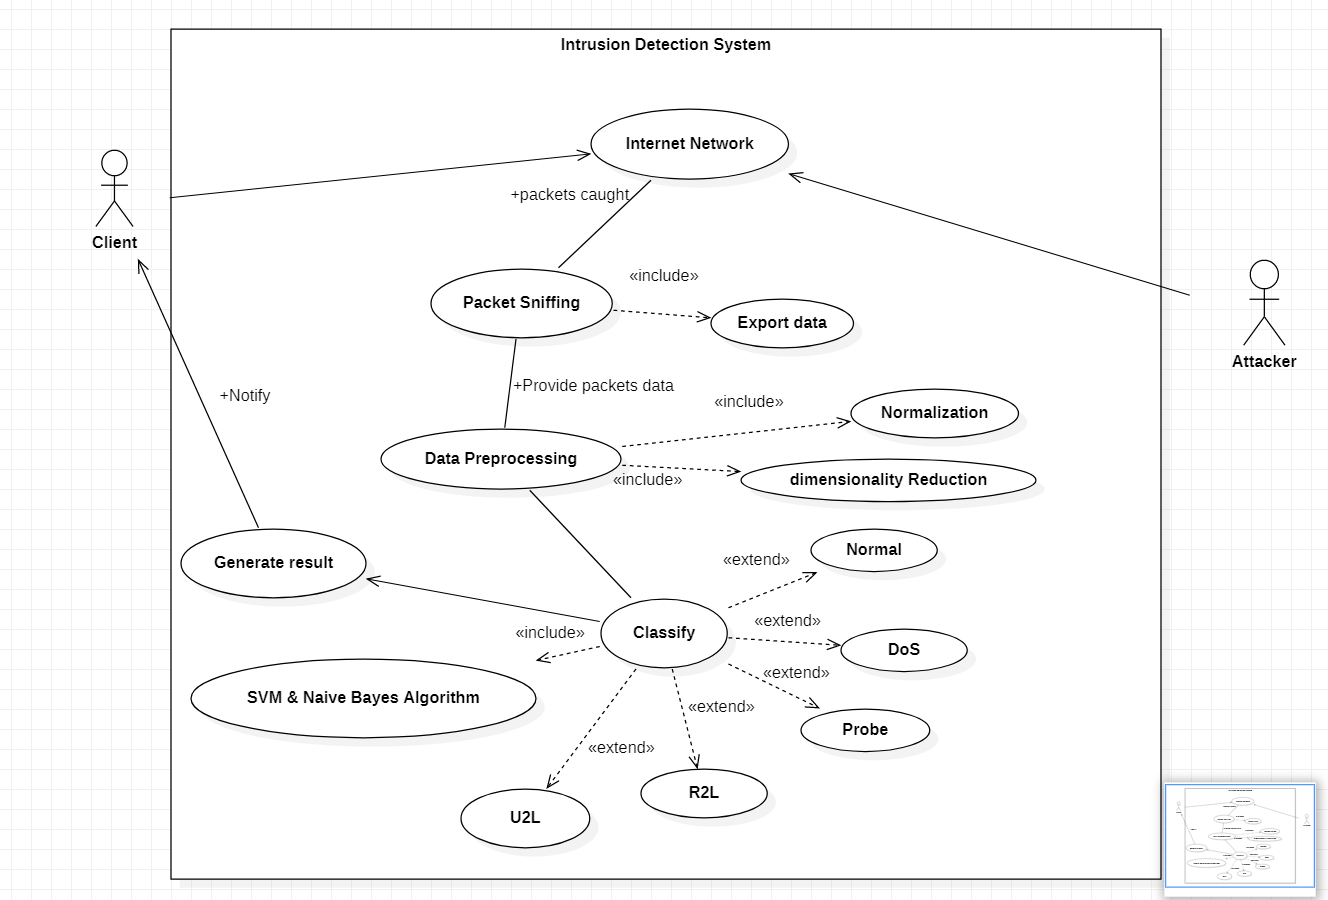 Intrusion Detection System
Internet Network
+packets caught
Client
«include»
Packet Sniffing
Export data
Attacker
+Provide packets data
+Notify
«include»
Normalization
Data Preprocessing
«include»
dimensionality Reduction
Normal
«extend»
Generate result
«extend»
«include»
Classify
DoS
«extend»
SVM & Naive Bayes Algorithm
«extend»
Probe
«extend»
R2L
U2L